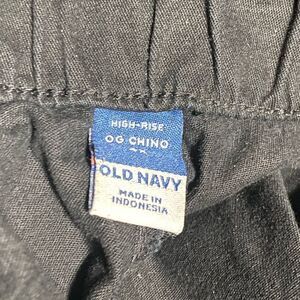 HIGH-RISE
OG CHINO
OLD NAVY
MADE IN
INDONESIA